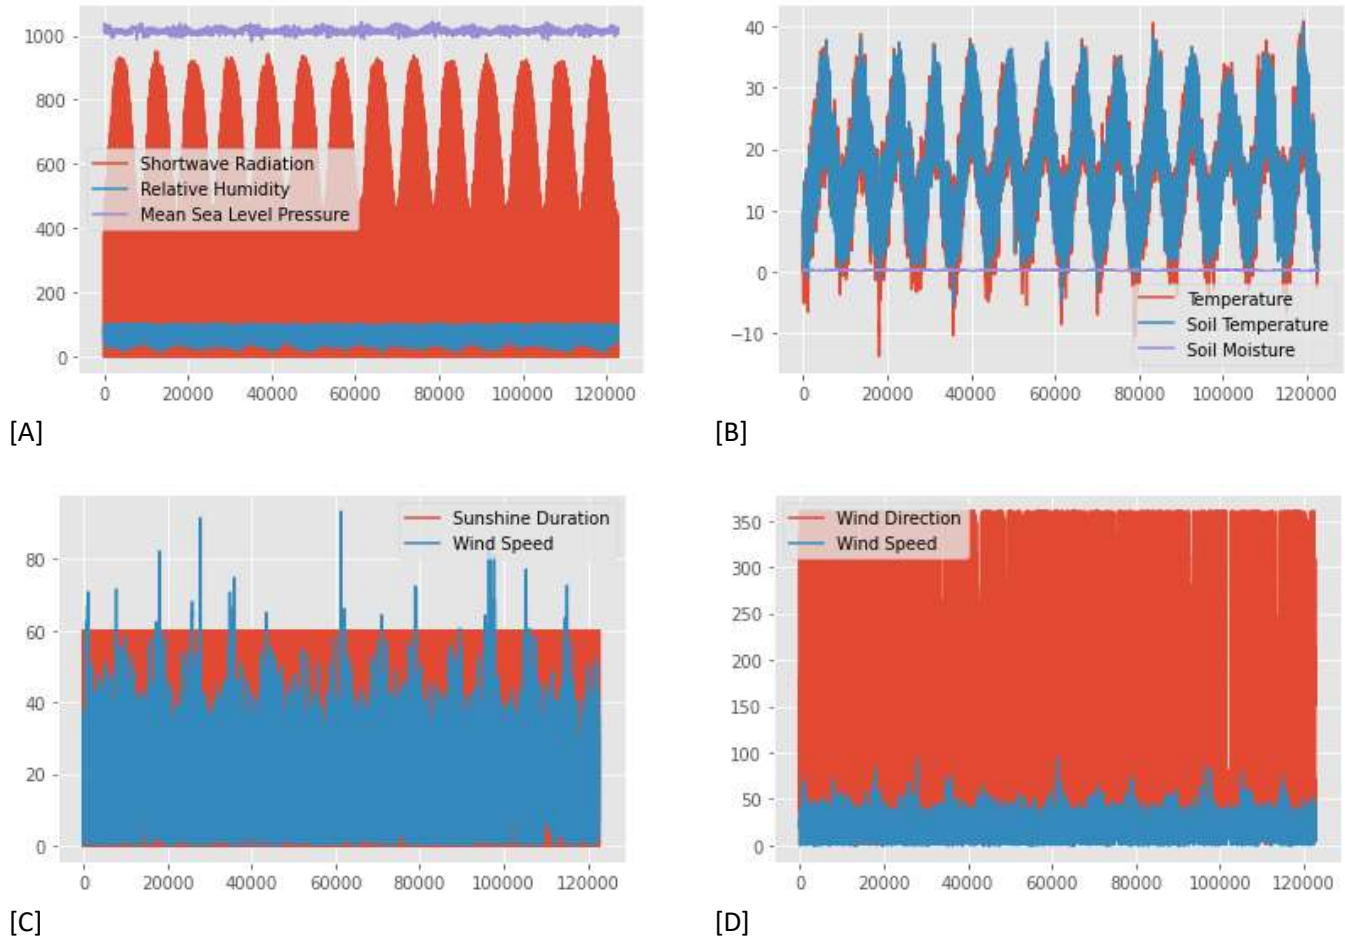 1000
800
600
400
200
0
Shortwave Radiation
Relative Humidity
Mean Sea Level Pressure
0 20000 40000 60000 80000 100000 120000
[A]
40
30
20
10
0
−10
Temperature
Soil Temperature
Soil Moisture
0 20000 40000 60000 80000 100000 120000
[B]
80
60
40
20
0
Sunshine Duration
Wind Speed
0 20000 40000 60000 80000 100000 120000
[C]
350
300
250
200
150
100
50
0
Wind Direction
Wind Speed
0 20000 40000 60000 80000 100000 120000
[D]